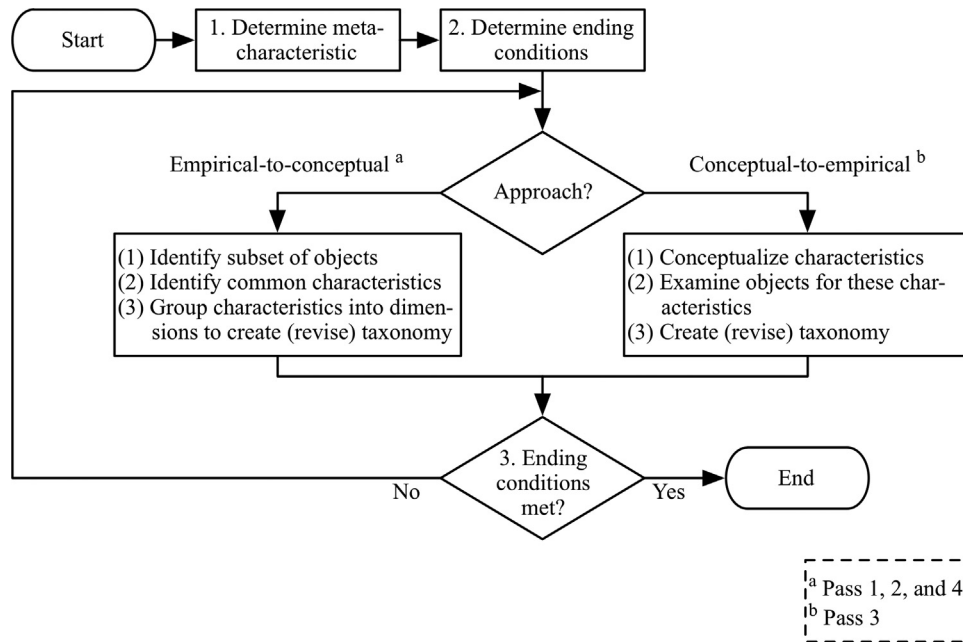 Start
1. Determine meta-
characteristic
2. Determine ending
conditions
Empirical-to-conceptual a
Approach?
Conceptual-to-empirical b
(1) Identify subset of objects
(2) Identify common characteristics
(3) Group characteristics into dimen-
sions to create (revise) taxonomy
(1) Conceptualize characteristics
(2) Examine objects for these char-
acteristics
(3) Create (revise) taxonomy
3. Ending
conditions
met?
No
Yes
End
a Pass 1, 2, and 4
b Pass 3